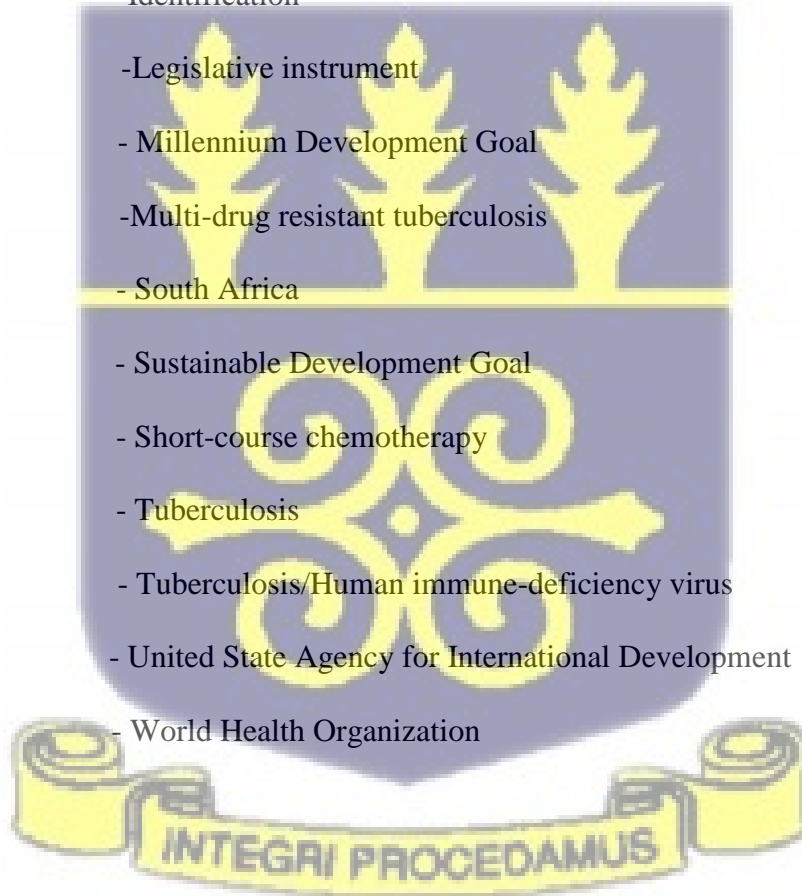 Identification
-Legislative instrument
- Millennium Development Goal
-Multi-drug resistant tuberculosis
- South Africa
- Sustainable Development Goal
- Short-course chemotherapy
- Tuberculosis
- Tuberculosis/Human immune-deficiency virus
- United State Agency for International Development
- World Health Organization
INTEGRI PROCEDAMUS